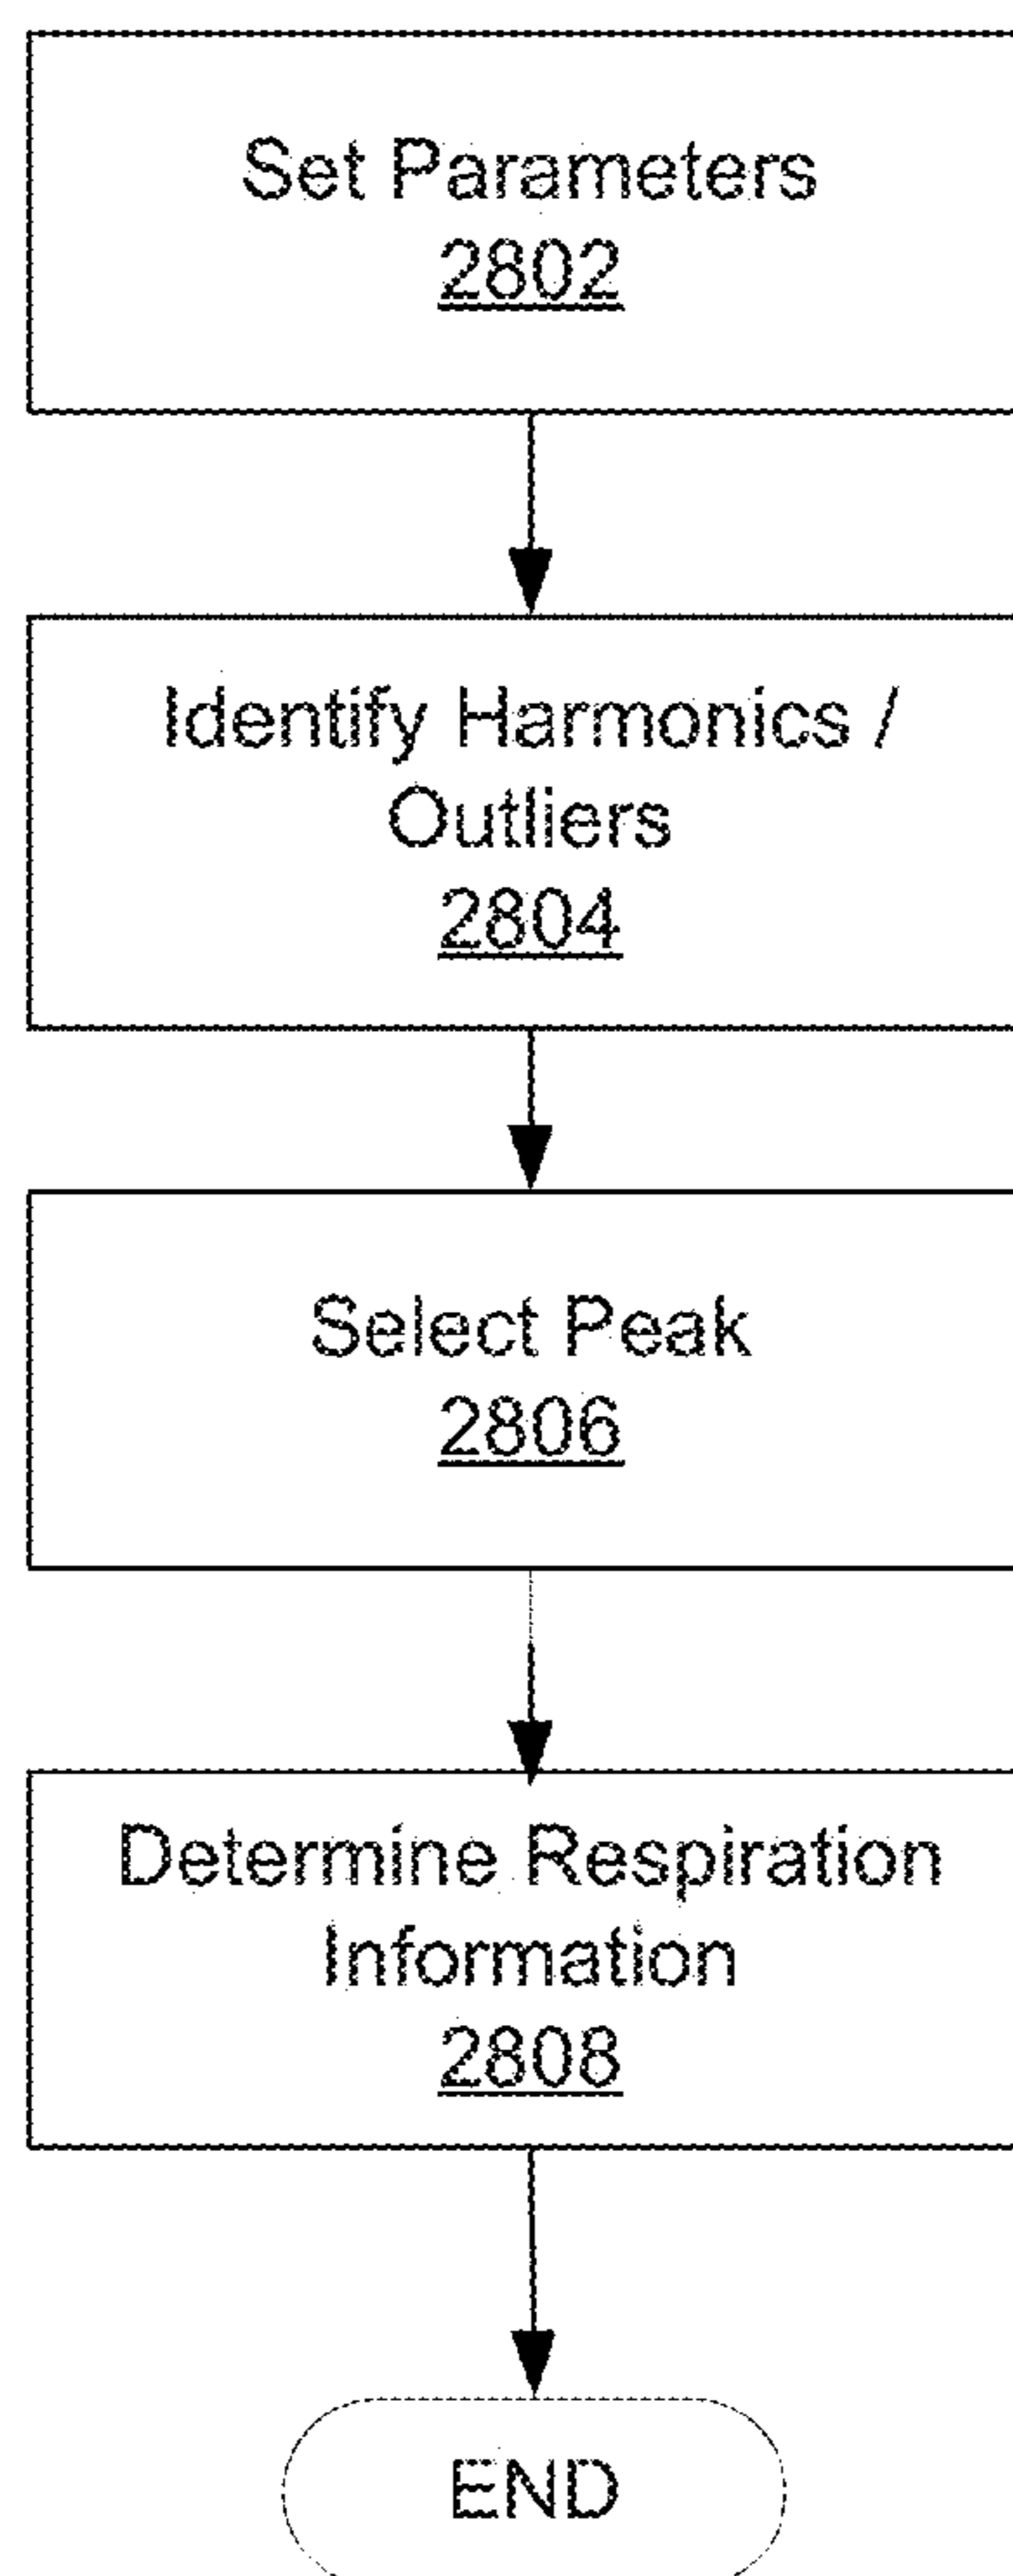 Set Parameters
2802
Identify Harmonics /
Outliers
2804
Select Peak
2806
Determine Respiration
Information
2808
END